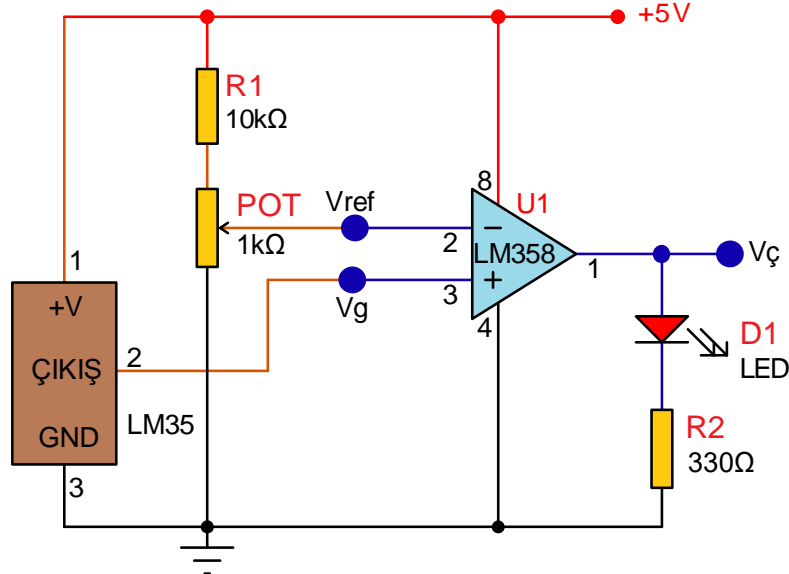 +5V
R1
10kΩ
POT
1kΩ
Vref
8
U1
−
2
LM358
1
Vç
+
3
Vg
4
1
+V
ÇIKIŞ
2
GND
LM35
3
D1
LED
R2
330Ω